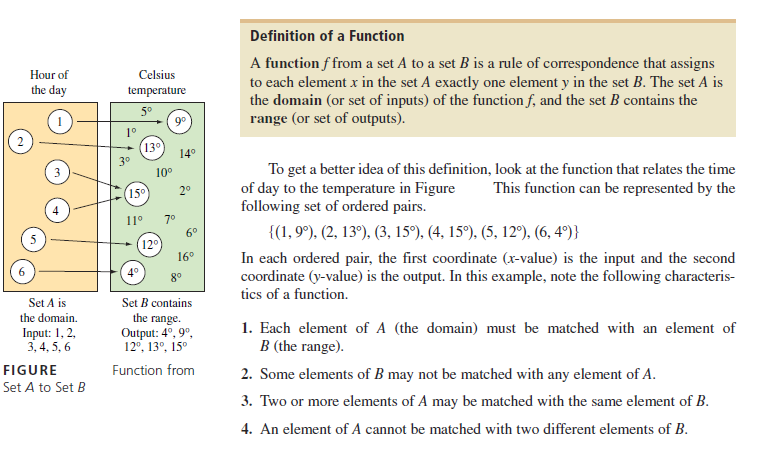 Hour of
the day
Celsius
temperature
1
2
3
4
5
6
5°
9°
1°
13°
14°
3°
10°
15°
2°
11°
7°
6°
12°
16°
4°
8°
Set A is
the domain.
Input: 1, 2,
3, 4, 5, 6
Set B contains
the range.
Output: 4°, 9°,
12°, 13°, 15°
FIGURE
Set A to Set B
Function from
Definition of a Function
A function f from a set A to a set B is a rule of correspondence that assigns
to each element x in the set A exactly one element y in the set B. The set A is
the domain (or set of inputs) of the function f, and the set B contains the
range (or set of outputs).
To get a better idea of this definition, look at the function that relates the time
of day to the temperature in Figure This function can be represented by the
following set of ordered pairs.
{(1, 9°), (2, 13°), (3, 15°), (4, 15°), (5, 12°), (6, 4°)}
In each ordered pair, the first coordinate (x-value) is the input and the second
coordinate (y-value) is the output. In this example, note the following characteris-
tics of a function.
1. Each element of A (the domain) must be matched with an element of
B (the range).
2. Some elements of B may not be matched with any element of A.
3. Two or more elements of A may be matched with the same element of B.
4. An element of A cannot be matched with two different elements of B.